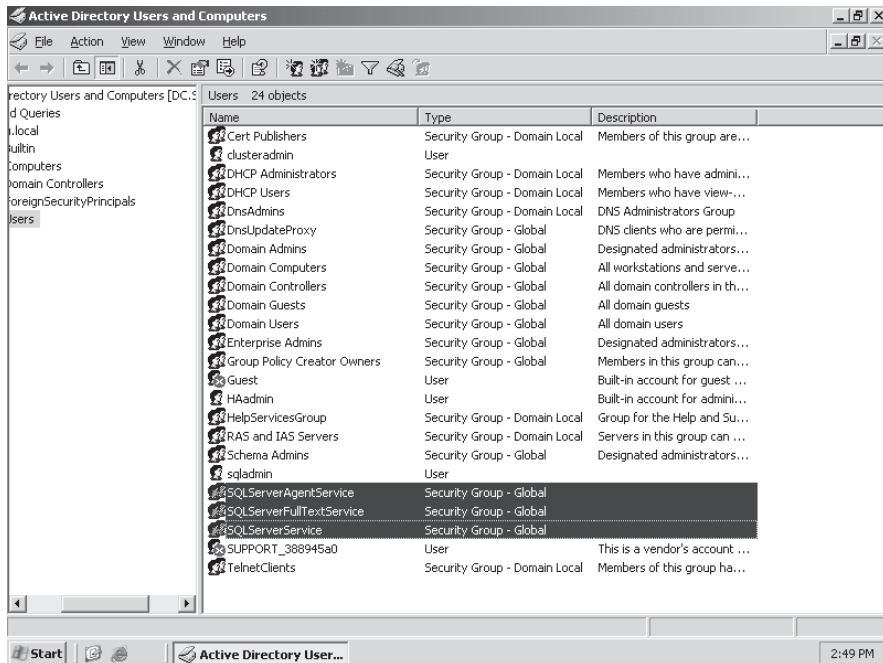 Active Directory Users and Computers
File Action View Window Help
rectory Users and Computers [DC.S
d Queries
.local
Builtin
Computers
Domain Controllers
ForeignSecurityPrincipals
Users
Users 24 objects
Name Type Description
Cert Publishers Security Group - Domain Local Members of this group are...
clusteradmin User
DHCP Administrators Security Group - Domain Local Members who have admini...
DHCP Users Security Group - Domain Local Members who have view-...
DnsAdmins Security Group - Domain Local DNS Administrators Group
DnsUpdateProxy Security Group - Global DNS clients who are permi...
Domain Admins Security Group - Global Designated administrators...
Domain Computers Security Group - Global All workstations and serve...
Domain Controllers Security Group - Global All domain controllers in th...
Domain Guests Security Group - Global All domain guests
Domain Users Security Group - Global All domain users
Enterprise Admins Security Group - Global Designated administrators...
Group Policy Creator Owners Security Group - Global Members in this group can...
Guest User Built-in account for guest ...
HAadmin User Built-in account for admini...
HelpServicesGroup Security Group - Domain Local Group for the Help and Su...
RAS and IAS Servers Security Group - Domain Local Servers in this group can ...
Schema Admins Security Group - Global Designated administrators...
sqladmin User
SQLServerAgentService Security Group - Global
SQLServerFullTextService Security Group - Global
SQLServerService Security Group - Global
SUPPORT_388945a0 User This is a vendor's account ...
TelnetClients Security Group - Domain Local Members of this group ha...
Start Active Directory User... 2:49 PM